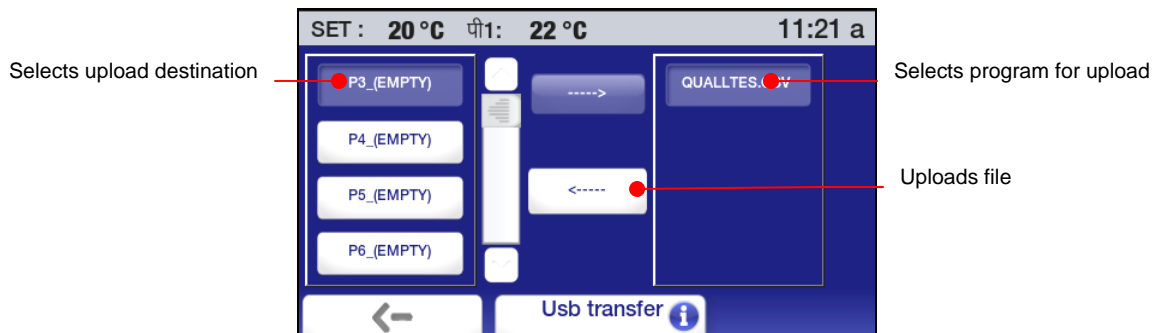 SET : 20 °C पी1: 22 °C 11:21 a
Selects upload destination
P3_(EMPTY)
----->
Selects program for upload
P4_(EMPTY)
P5_(EMPTY)
<-----
Uploads file
P6_(EMPTY)
<-
Usb transfer